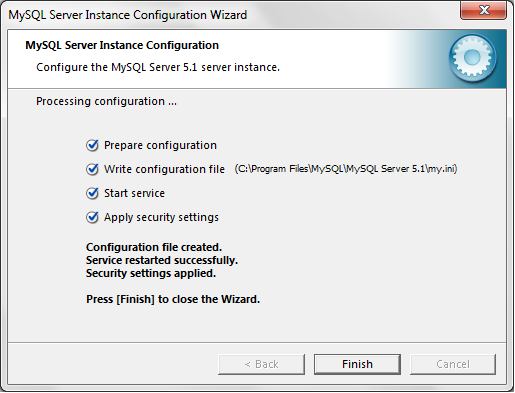 MySQL Server Instance Configuration Wizard
MySQL Server Instance Configuration
Configure the MySQL Server 5.1 server instance.
Processing configuration ...
Prepare configuration
Write configuration file (C:\Program Files\MySQL\MySQL Server 5.1\my.ini)
Start service
Apply security settings
Configuration file created.
Service restarted successfully.
Security settings applied.
Press [Finish] to close the Wizard.
< Back Finish Cancel